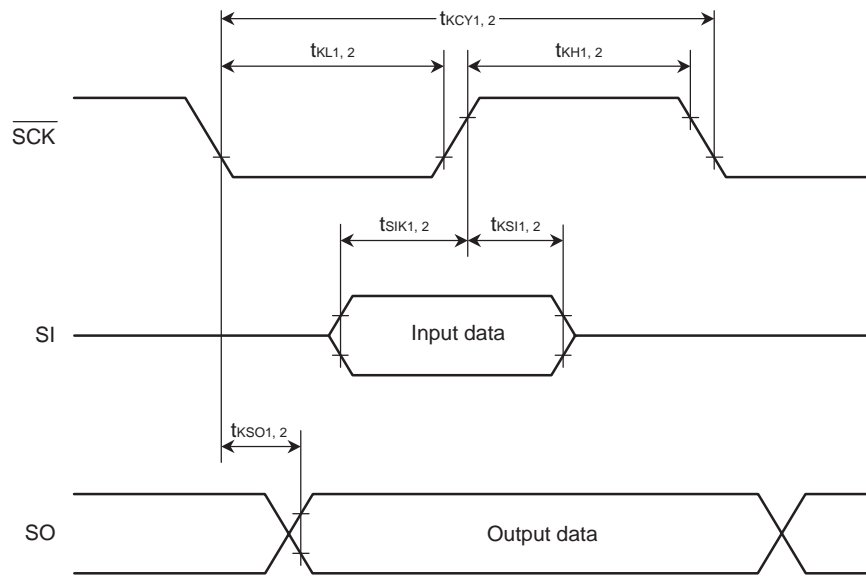 tKCY1, 2
tKL1, 2
tKH1, 2
SCK
tSIK1, 2
tKSI1, 2
SI
Input data
tKSO1, 2
SO
Output data